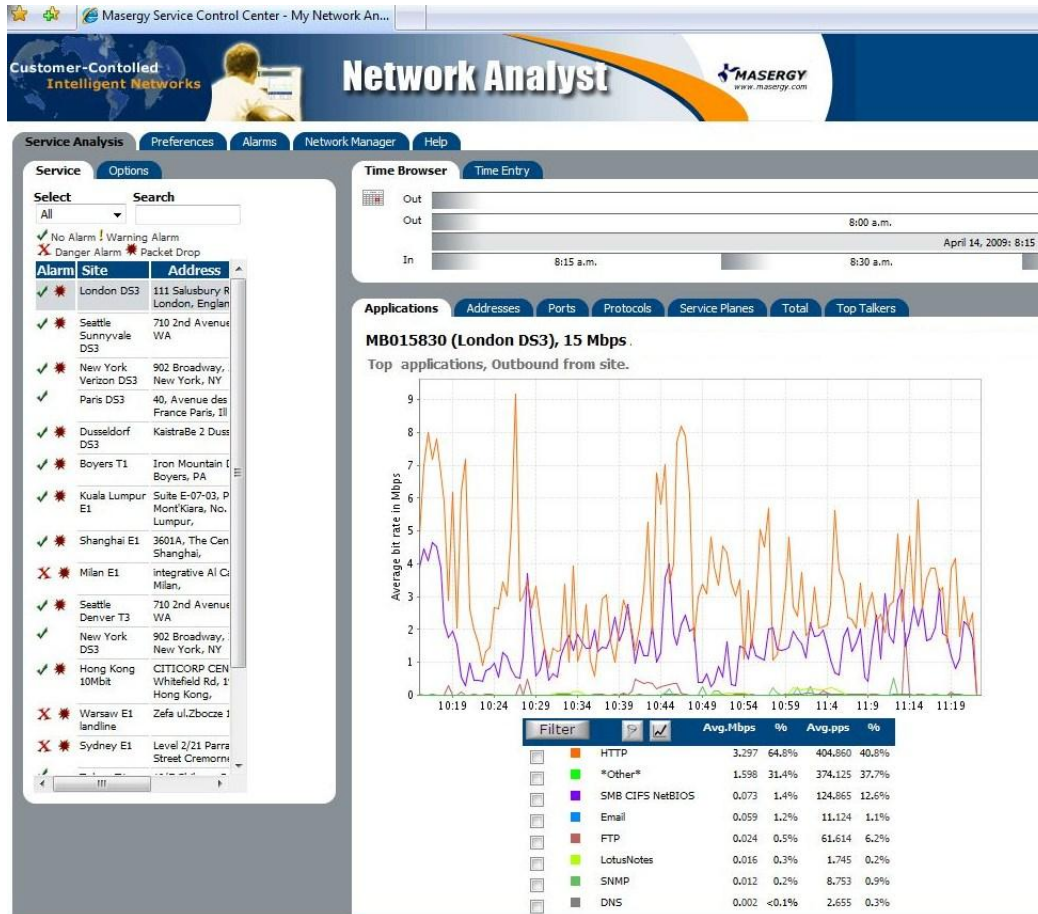 Masergy Service Control Center - My Network An...
Customer-Contolled
Intelligent Networks
Network Analyst
MASERGY
www.masergy.com
Service Analysis Preferences Alarms Network Manager Help
Service Options
Select Search
All
No Alarm ! Warning Alarm
X Danger Alarm Packet Drop
Alarm Site Address
London DS3 111 Salusbury R
London, Englan
Seattle 710 2nd Avenue
Sunnyvale WA
DS3
New York 902 Broadway,
Verizon DS3 New York, NY
Paris DS3 40, Avenue des
France Paris, Ill
Dusseldorf KaistraBe 2 Duss
DS3
Boyers T1 Iron Mountain
Boyers, PA
Kuala Lumpur Suite E-07-03, P
E1 Mont'Kiara, No.
Lumpur,
Shanghai E1 3601A, The Cen
Shanghai,
Milan E1 integrative Al Ca
Milan,
Seattle 710 2nd Avenue
Denver T3 WA
New York 902 Broadway,
DS3 New York, NY
Hong Kong CITICORP CEN
10Mbit Whitefield Rd,
Hong Kong,
Warsaw E1 Zefa ul.Zbocze
landline
Sydney E1 Level 2/21 Parra
Street Cremorne
Time Browser Time Entry
Out
Out 8:00 a.m.
April 14, 2009: 8:15
In 8:15 a.m. 8:30 a.m.
Applications Addresses Ports Protocols Service Planes Total Top Talkers
MB015830 (London DS3), 15 Mbps.
Top applications, Outbound from site.
Average bit rate in Mbps
9
8
7
6
5
4
3
2
1
0
10:19 10:24 10:29 10:34 10:39 10:44 10:49 10:54 10:59 11:4 11:9 11:14 11:19
Filter Avg.Mbps % Avg.pps %
HTTP 3.297 64.8% 404.860 40.8%
*Other* 1.598 31.4% 374.125 37.7%
SMB CIFS NetBIOS 0.073 1.4% 124.865 12.6%
Email 0.059 1.2% 11.124 1.1%
FTP 0.024 0.5% 61.614 6.2%
LotusNotes 0.016 0.3% 1.745 0.2%
SNMP 0.012 0.2% 8.753 0.9%
DNS 0.002 <0.1% 2.655 0.3%